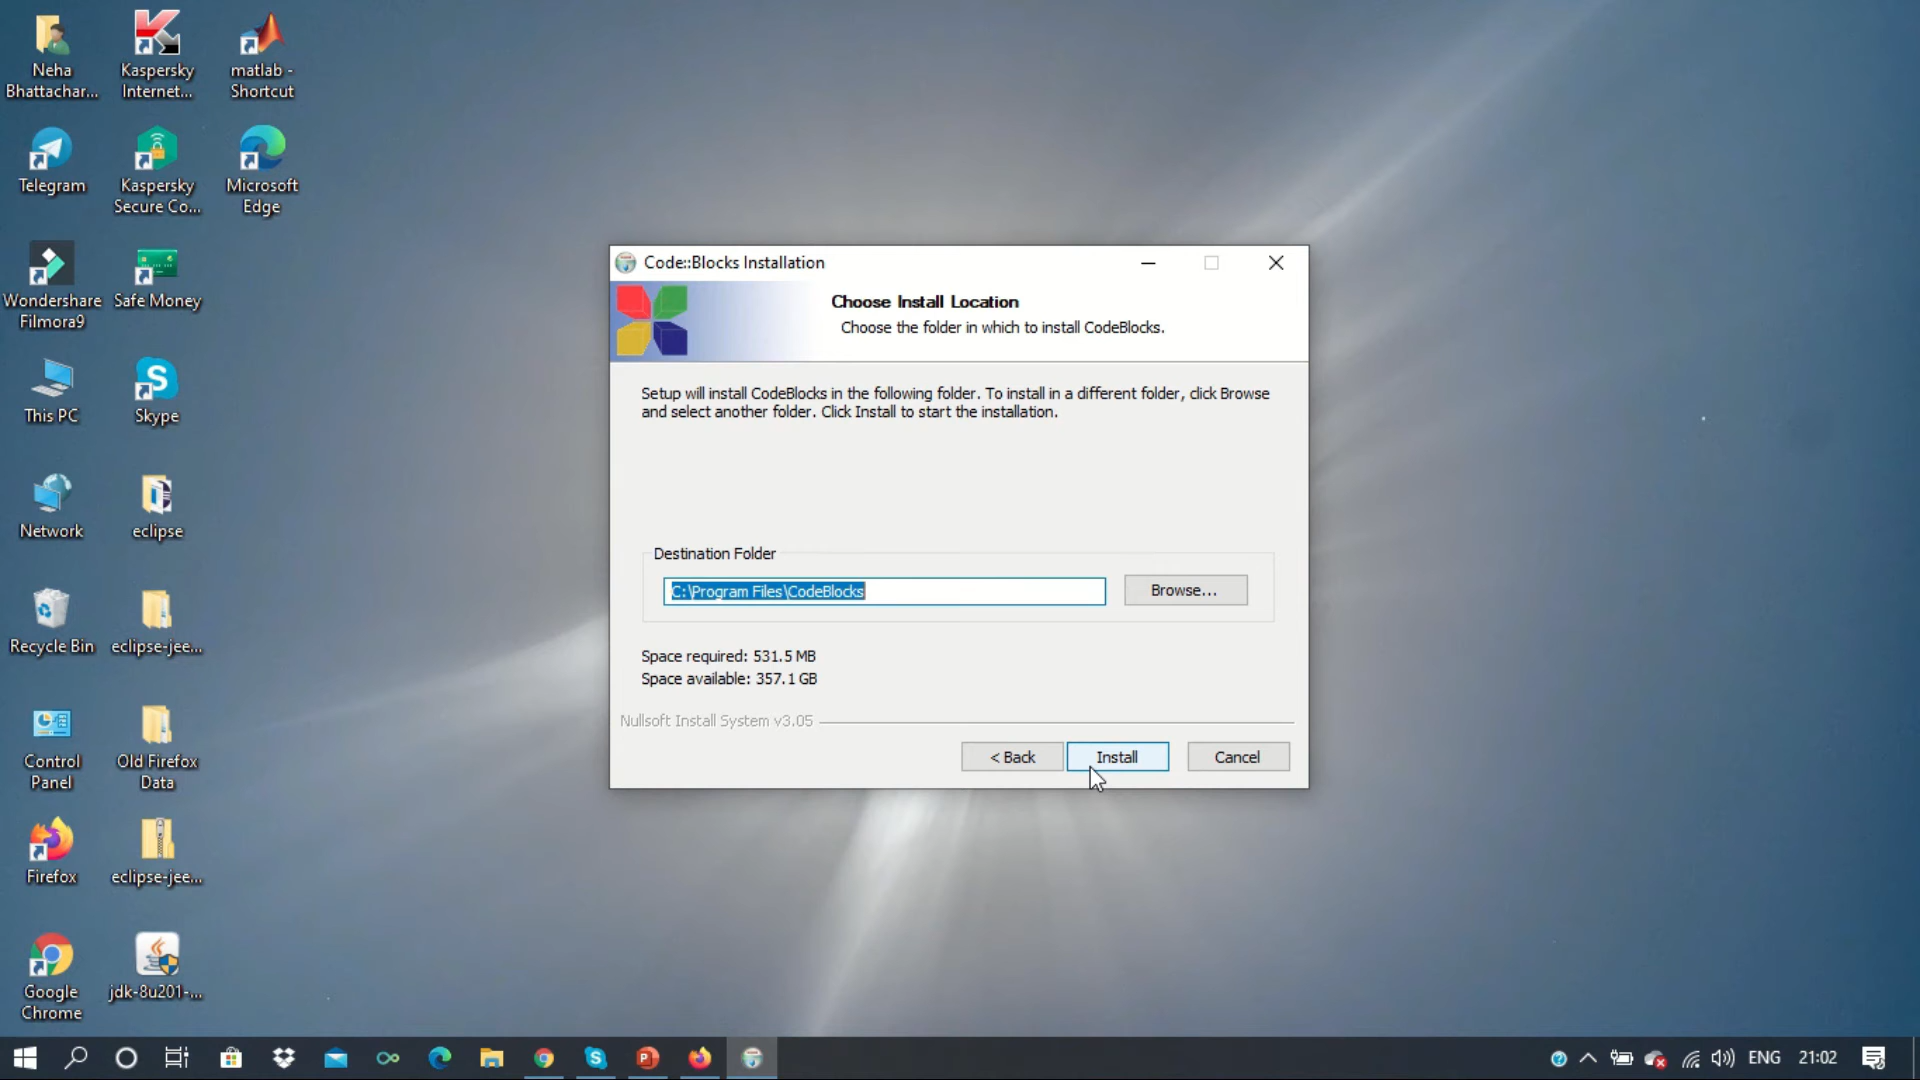 Neha
Bhattachar...
Kaspersky
Internet...
matlab -
Shortcut
Telegram
Kaspersky
Secure Co...
Microsoft
Edge
Wondershare
Filmora9
Safe Money
This PC
Skype
Network
eclipse
Recycle Bin
eclipse-jee...
Control
Panel
Old Firefox
Data
Firefox
eclipse-jee...
Google
Chrome
jdk-8u201-...
Code::Blocks Installation
Choose Install Location
Choose the folder in which to install CodeBlocks.
Setup will install CodeBlocks in the following folder. To install in a different folder, click Browse
and select another folder. Click Install to start the installation.
Destination Folder
C:\Program Files\CodeBlocks
Browse...
Space required: 531.5 MB
Space available: 357.1 GB
Nullsoft Install System v3.05
< Back
Install
Cancel
ENG
21:02